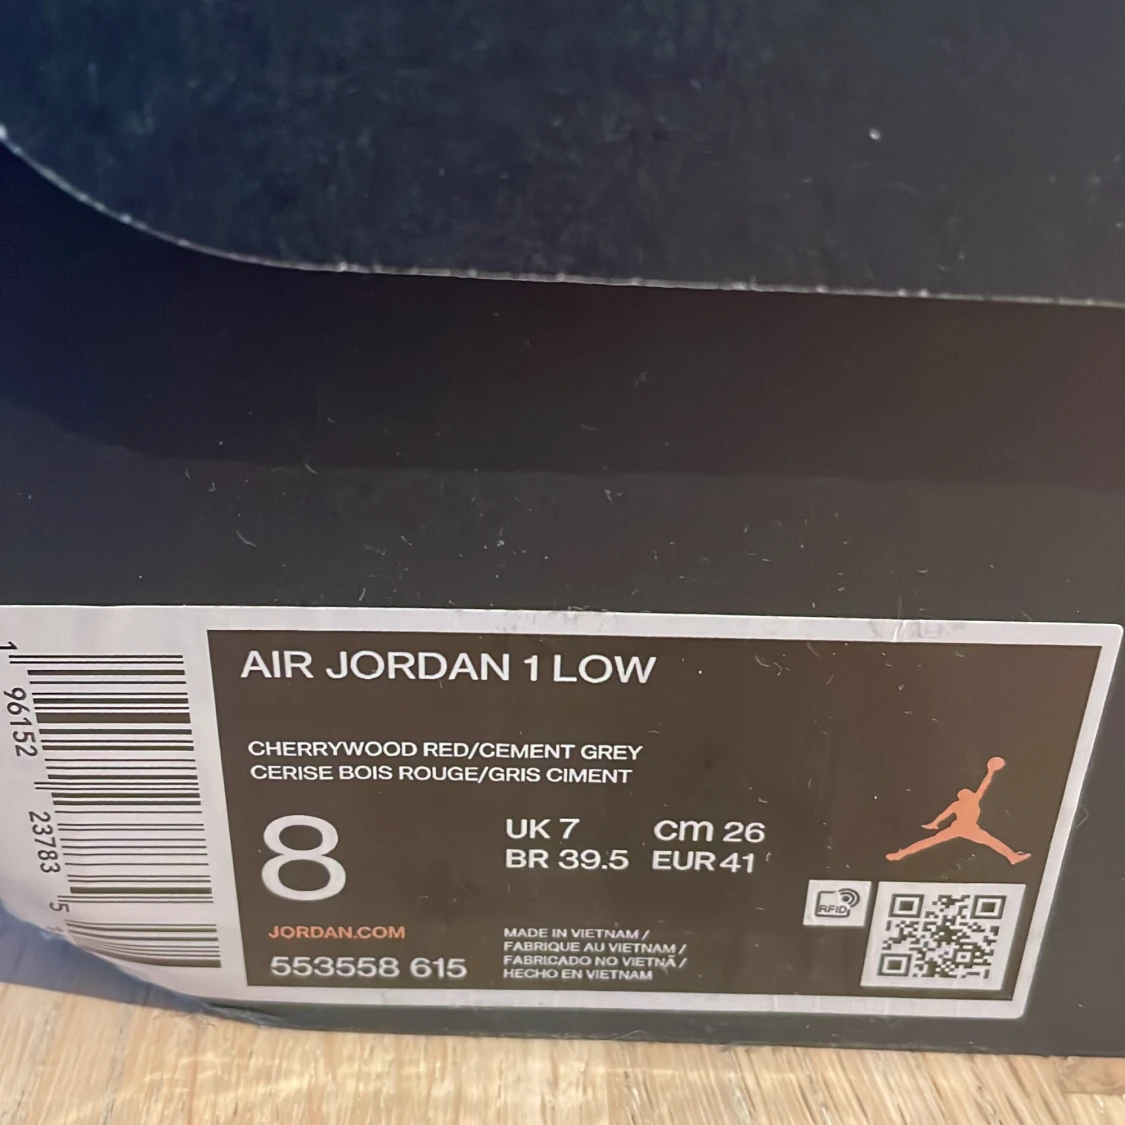 1 96152 23783 5
AIR JORDAN 1 LOW
CHERRYWOOD RED/CEMENT GREY
CERISE BOIS ROUGE/GRIS CIMENT
8
UK 7 cm 26
BR 39.5 EUR 41
RFID
JORDAN.COM
553558 615
MADE IN VIETNAM /
FABRIQUE AU VIETNAM /
FABRICADO NO VIETNÃ /
HECHO EN VIETNAM